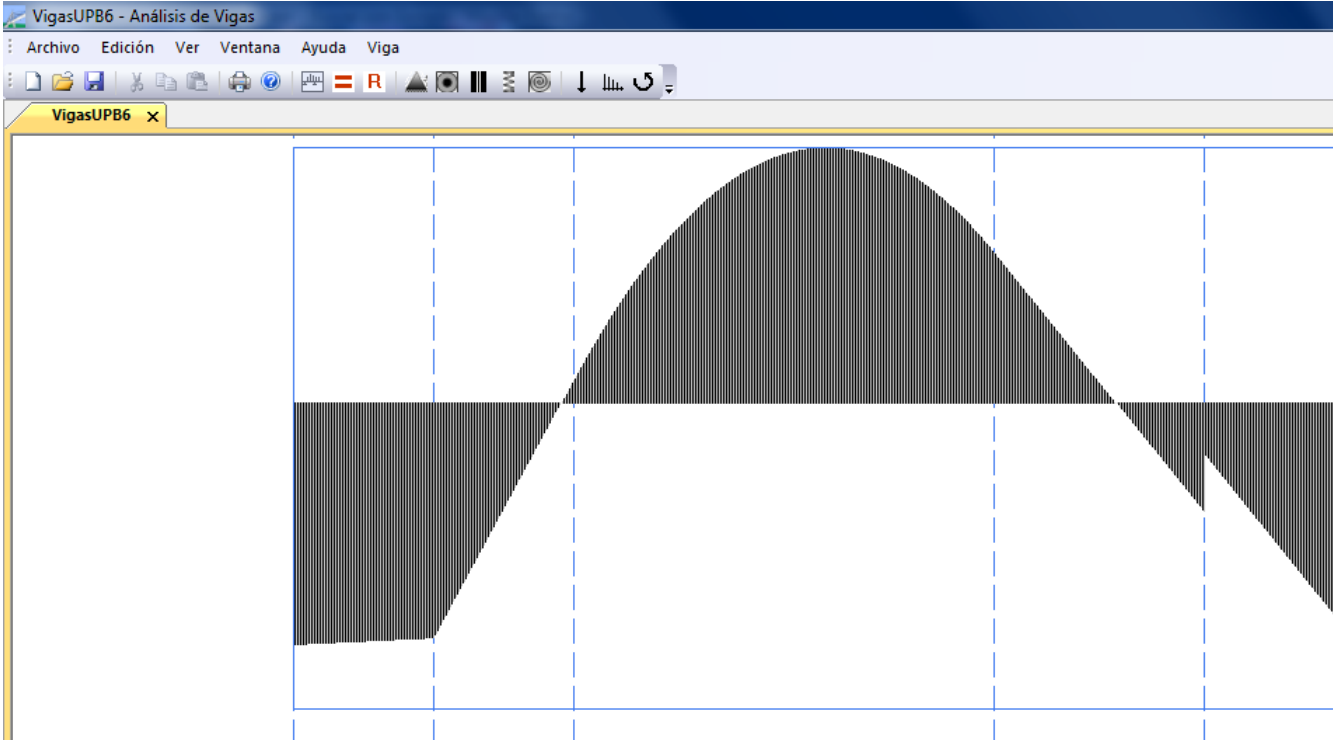 VigasUPB6 - Análisis de Vigas
Archivo Edición Ver Ventana Ayuda Viga
R
VigasUPB6 x